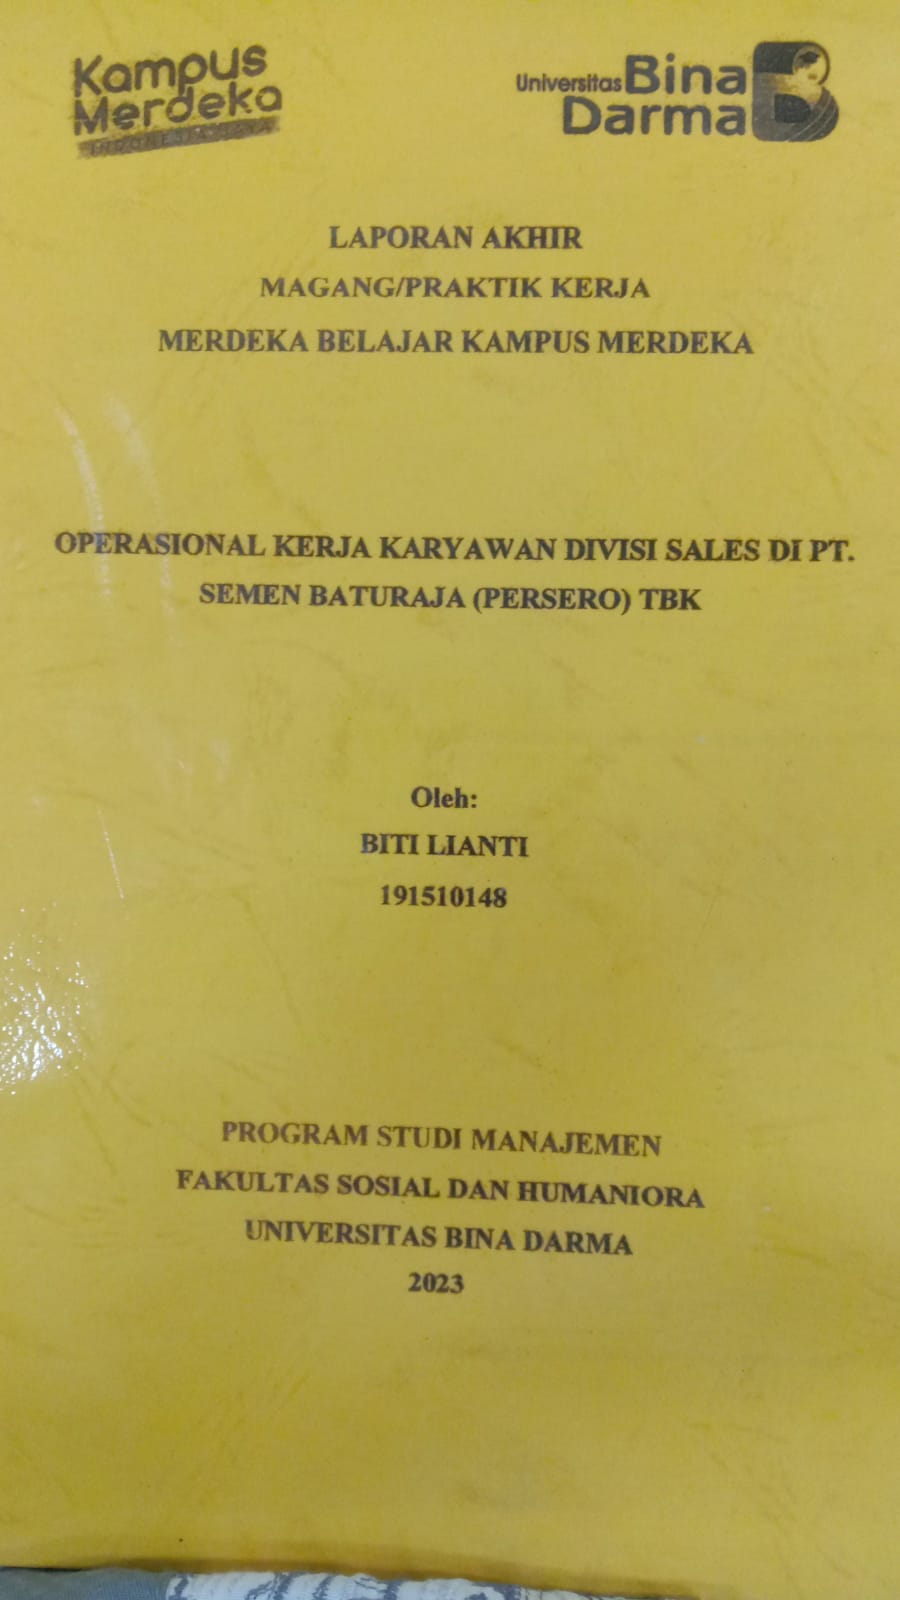 Kampus
Merdeka
INDONESIA JAYA
Universitas Bina
Darma
LAPORAN AKHIR
MAGANG/PRAKTIK KERJA
MERDEKA BELAJAR KAMPUS MERDEKA
OPERASIONAL KERJA KARYAWAN DIVISI SALES DI PT.
SEMEN BATURAJA (PERSERO) TBK
Oleh:
BITI LIANTI
191510148
PROGRAM STUDI MANAJEMEN
FAKULTAS SOSIAL DAN HUMANIORA
UNIVERSITAS BINA DARMA
2023